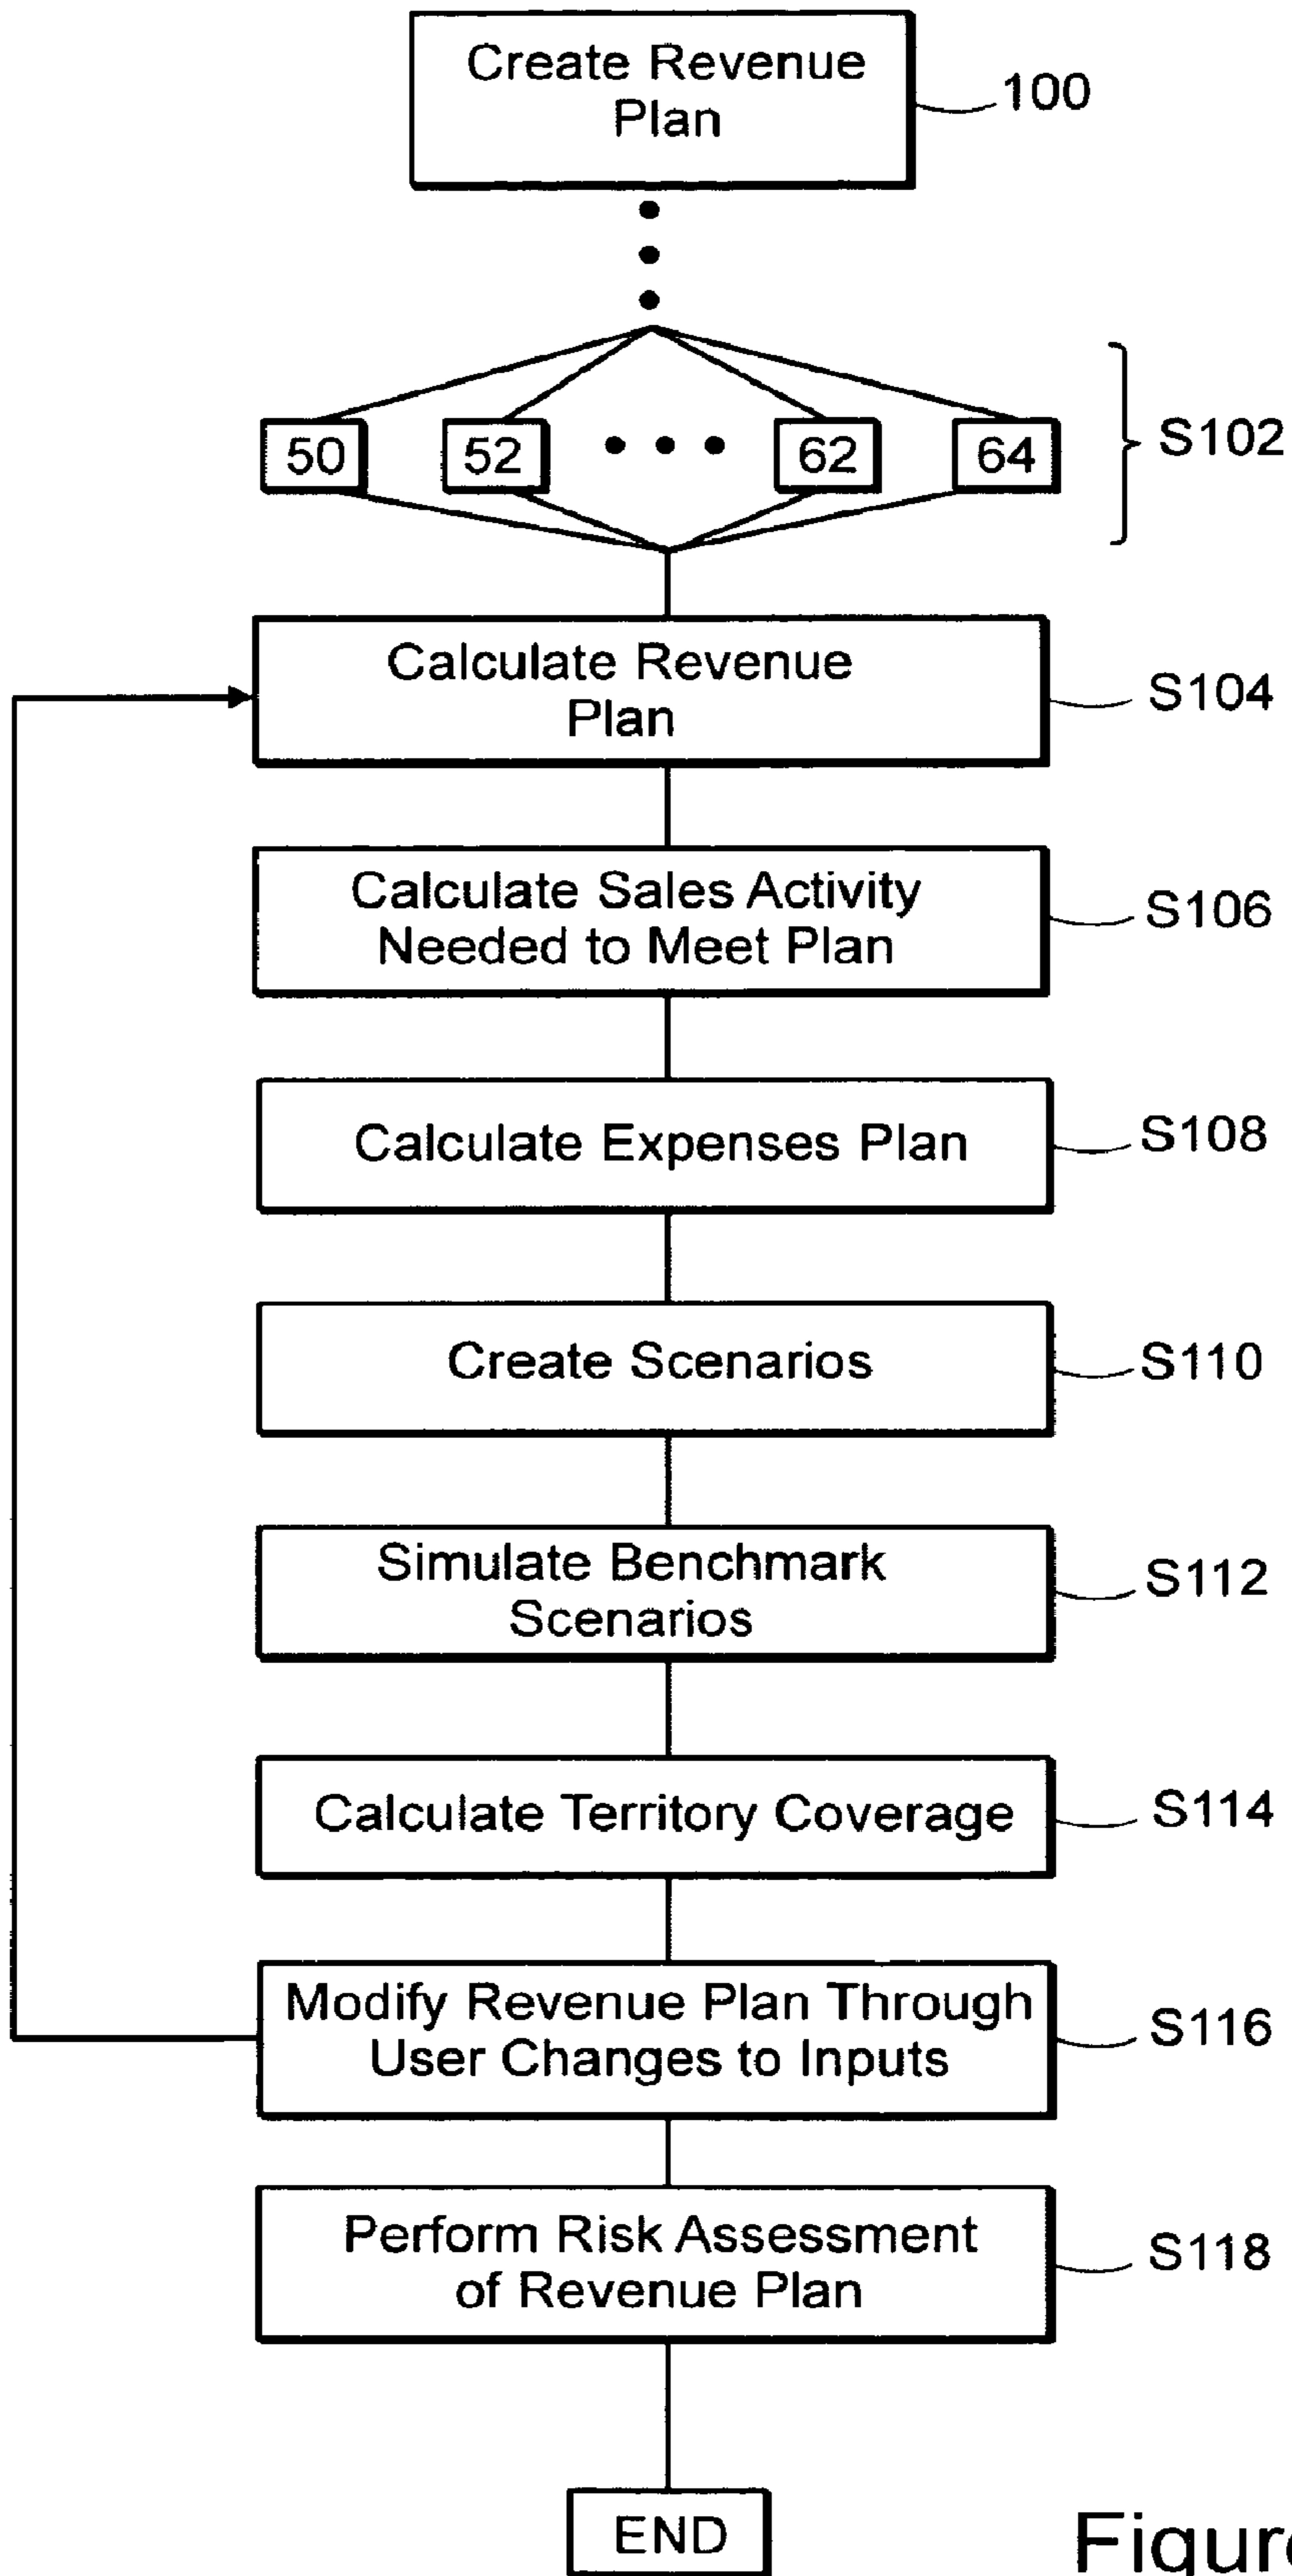 Create Revenue
Plan
100
50
52
62
64
S102
Calculate Revenue
Plan
S104
Calculate Sales Activity
Needed to Meet Plan
S106
Calculate Expenses Plan
S108
Create Scenarios
S110
Simulate Benchmark
Scenarios
S112
Calculate Territory Coverage
S114
Modify Revenue Plan Through
User Changes to Inputs
S116
Perform Risk Assessment
of Revenue Plan
S118
END